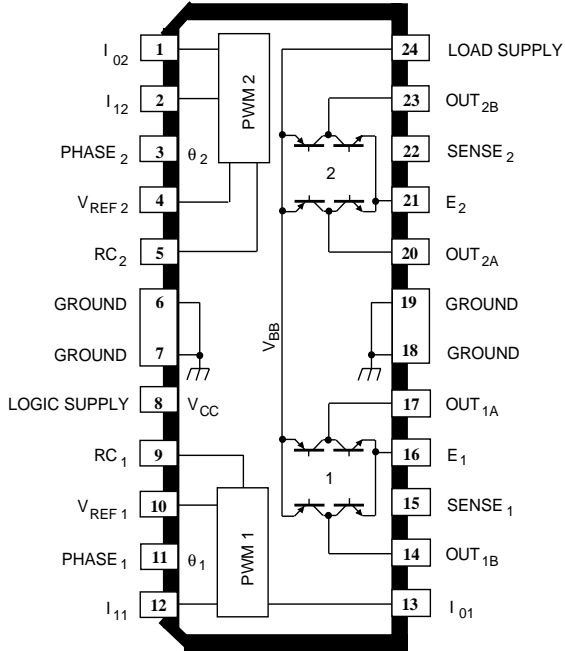 I02 1 24 LOAD SUPPLY
I12 2 PWM 2 23 OUT2B
PHASE2 3 θ2 22 SENSE2
2
VREF2 4 21 E2
RC2 5 20 OUT2A
GROUND 6 19 GROUND
VBB
GROUND 7 18 GROUND
LOGIC SUPPLY 8 VCC 17 OUT1A
RC1 9 16 E1
1
VREF1 10 15 SENSE1
PHASE1 11 θ1 PWM 1 14 OUT1B
I11 12 13 I01